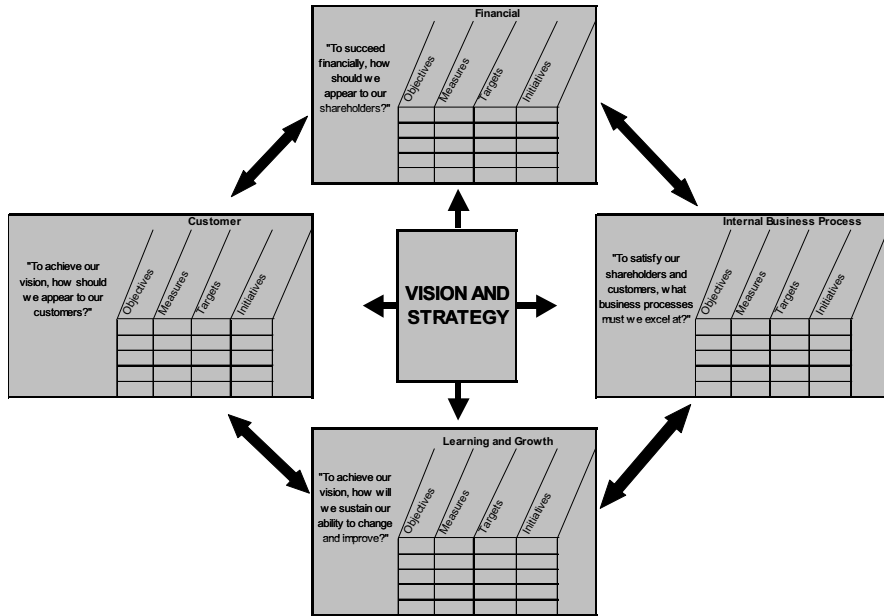 Financial
"To succeed
financially, how
should we
appear to our
shareholders?"
Objectives
Measures
Targets
Initiatives
Customer
"To achieve our
vision, how should
we appear to our
customers?"
Objectives
Measures
Targets
Initiatives
VISION AND
STRATEGY
Internal Business Process
"To satisfy our
shareholders and
customers, what
business processes
must we excel at?"
Objectives
Measures
Targets
Initiatives
Learning and Growth
"To achieve our
vision, how will
we sustain our
ability to change
and improve?"
Objectives
Measures
Targets
Initiatives